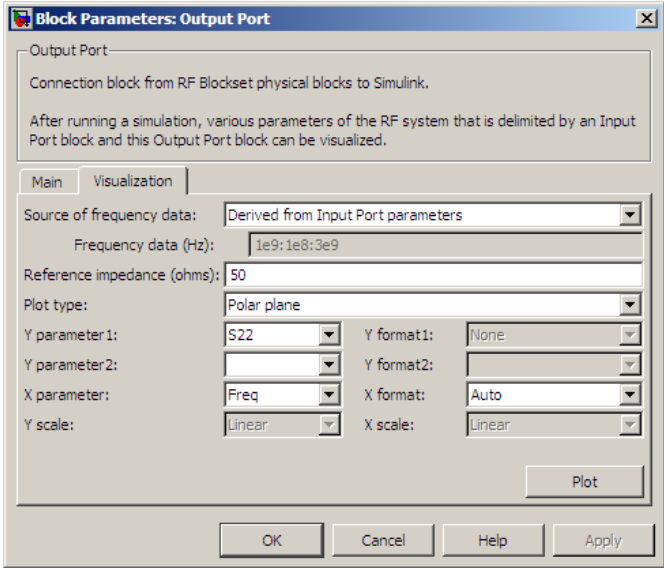 Block Parameters: Output Port
Output Port
Connection block from RF Blockset physical blocks to Simulink.
After running a simulation, various parameters of the RF system that is delimited by an Input
Port block and this Output Port block can be visualized.
Main Visualization
Source of frequency data: Derived from Input Port parameters
Frequency data (Hz): 1e9:1e8:3e9
Reference impedance (ohms): 50
Plot type: Polar plane
Y parameter1: S22 Y format1: None
Y parameter2: Y format2:
X parameter: Freq X format: Auto
Y scale: Linear X scale: Linear
Plot
OK Cancel Help Apply